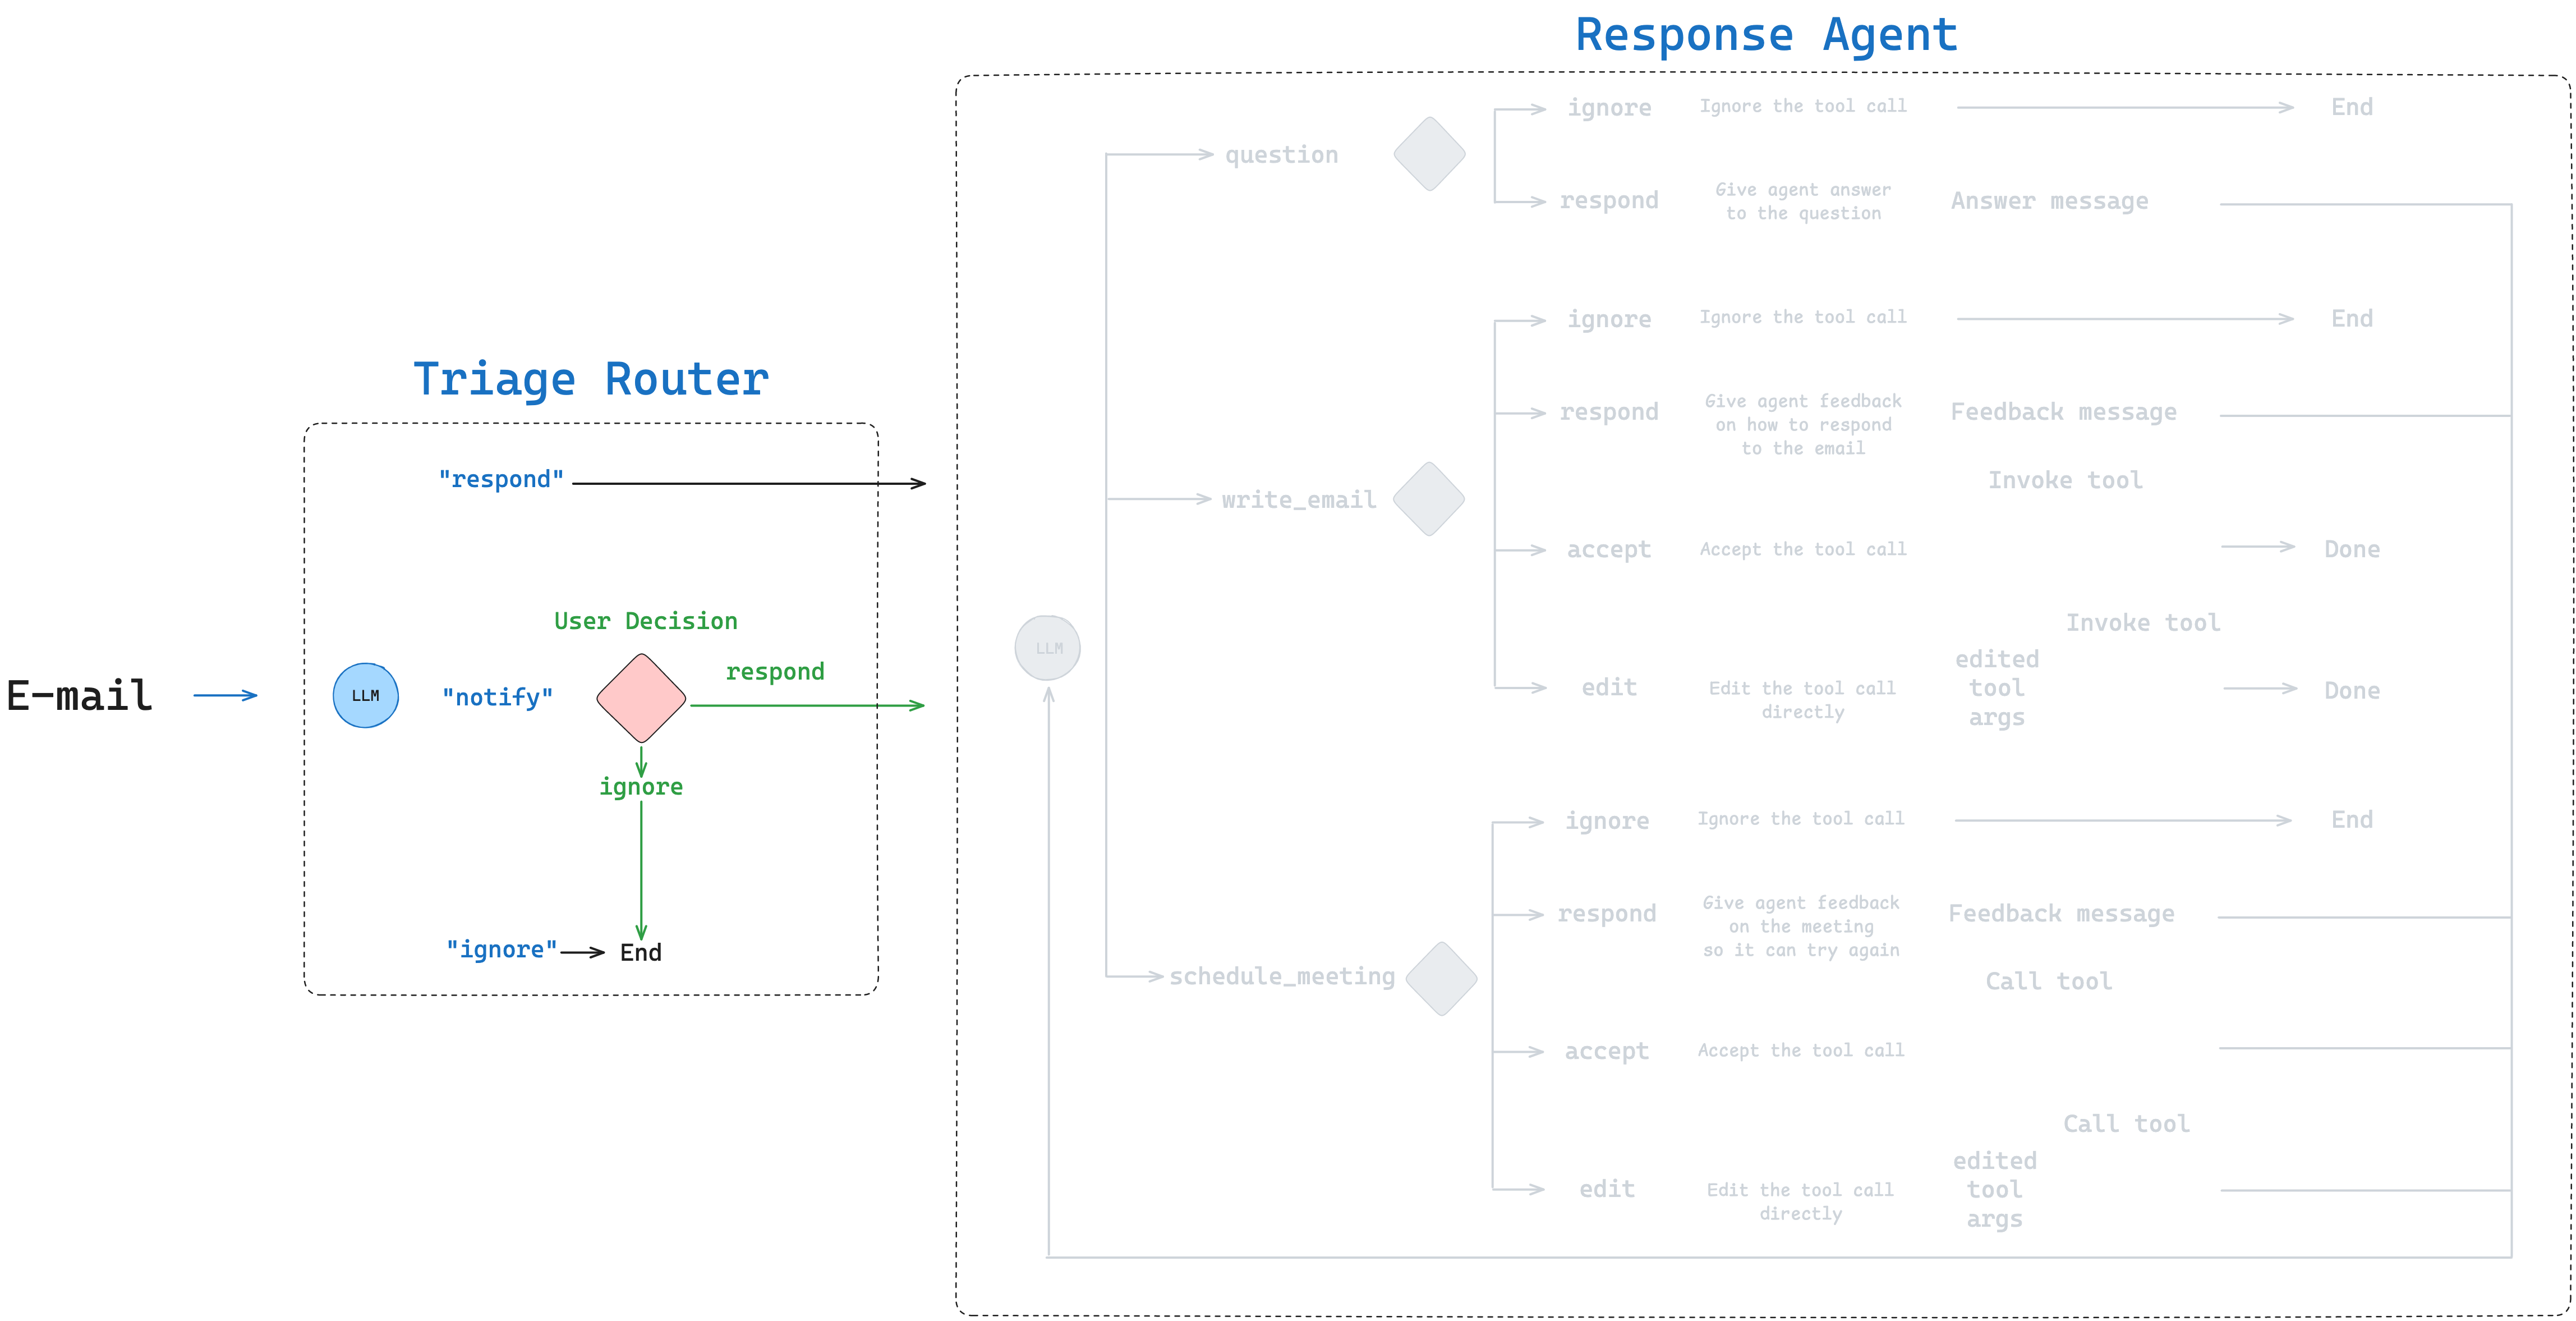 Response Agent
ignore
Ignore the tool call
End
question
respond
Give agent answer
to the question
Answer message
ignore
Ignore the tool call
End
respond
Give agent feedback
on how to respond
to the email
Feedback message
Invoke tool
write_email
accept
Accept the tool call
Done
Invoke tool
edit
Edit the tool call
directly
edited
tool
args
Done
LLM
ignore
Ignore the tool call
End
respond
Give agent feedback
on the meeting
so it can try again
Feedback message
Call tool
schedule_meeting
accept
Accept the tool call
Call tool
edit
Edit the tool call
directly
edited
tool
args
Triage Router
"respond"
User Decision
respond
E-mail
LLM
"notify"
ignore
"ignore"
End